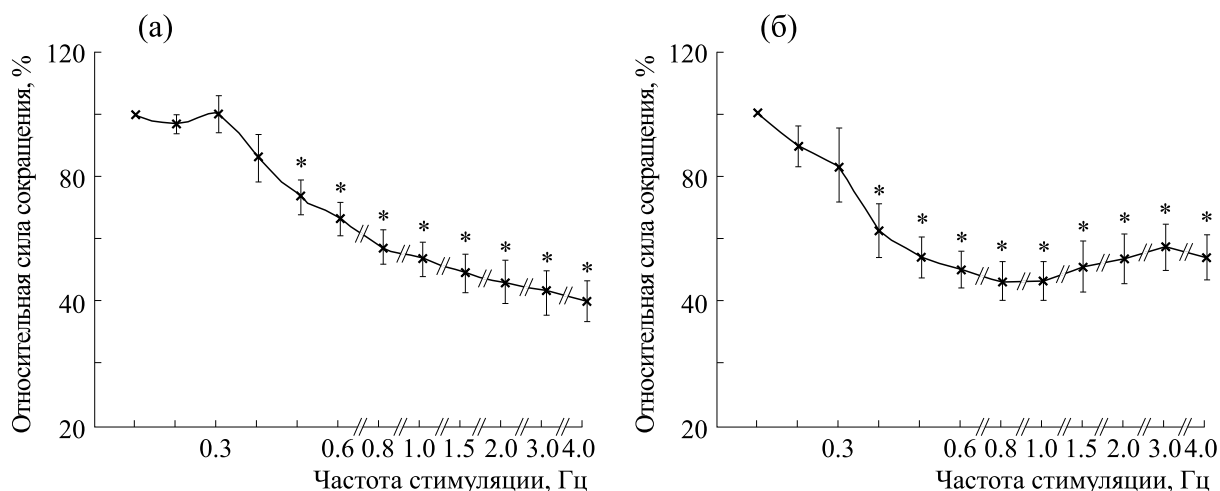 (а)
Относительная сила сокращения, %
120
80
40
20
* * * * * * * *
0.3 0.6 0.8 1.0 1.5 2.0 3.0 4.0
Частота стимуляции, Гц
(б)
Относительная сила сокращения, %
120
80
40
20
* * * * * * * * *
0.3 0.6 0.8 1.0 1.5 2.0 3.0 4.0
Частота стимуляции, Гц